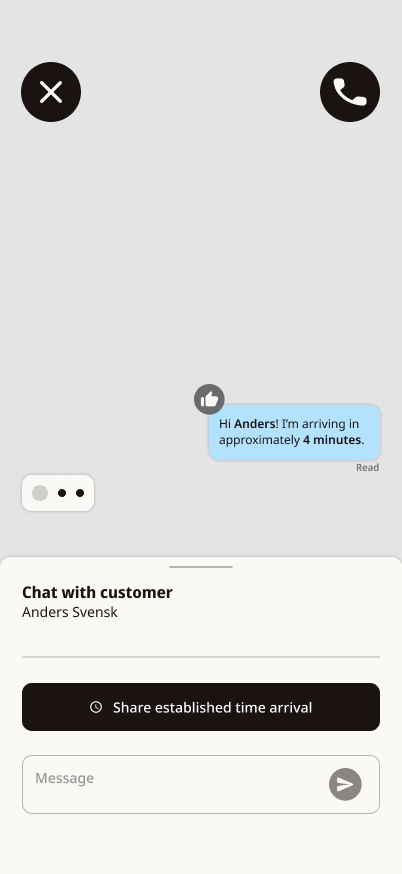 Hi Anders! I'm arriving in
approximately 4 minutes.
Read
Chat with customer
Anders Svensk
Share established time arrival
Message